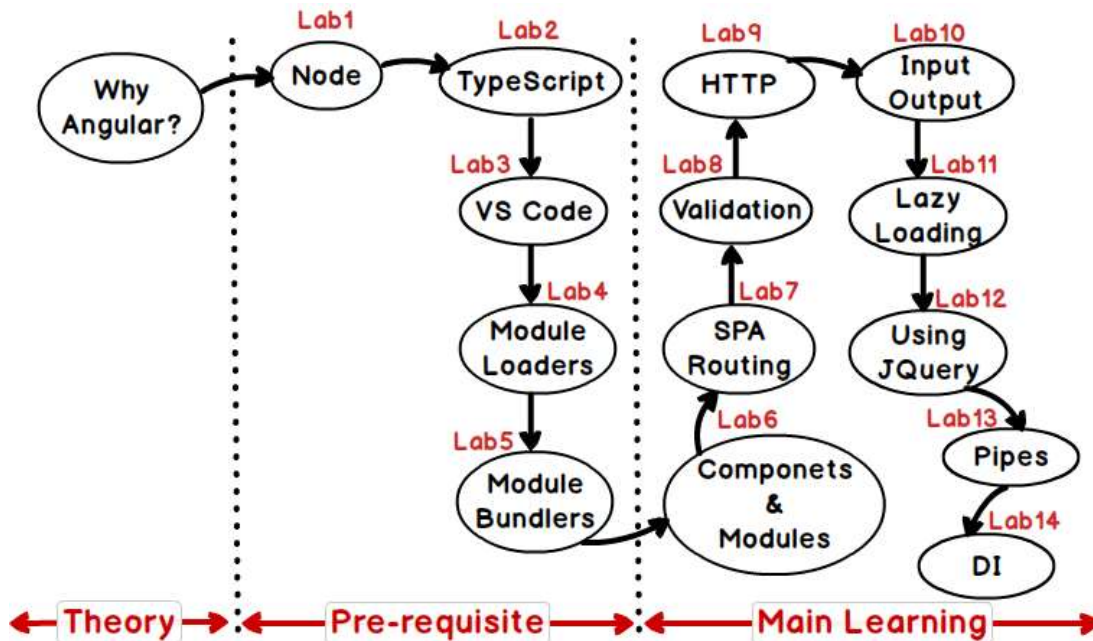 Why
Angular?
Lab1
Node
Lab2
TypeScript
Lab3
VS Code
Lab4
Module
Loaders
Lab5
Module
Bundlers
Lab6
Componets
&
Modules
Lab7
SPA
Routing
Lab8
Validation
Lab9
HTTP
Lab10
Input
Output
Lab11
Lazy
Loading
Lab12
Using
JQuery
Lab13
Pipes
Lab14
DI
Theory
Pre-requisite
Main Learning